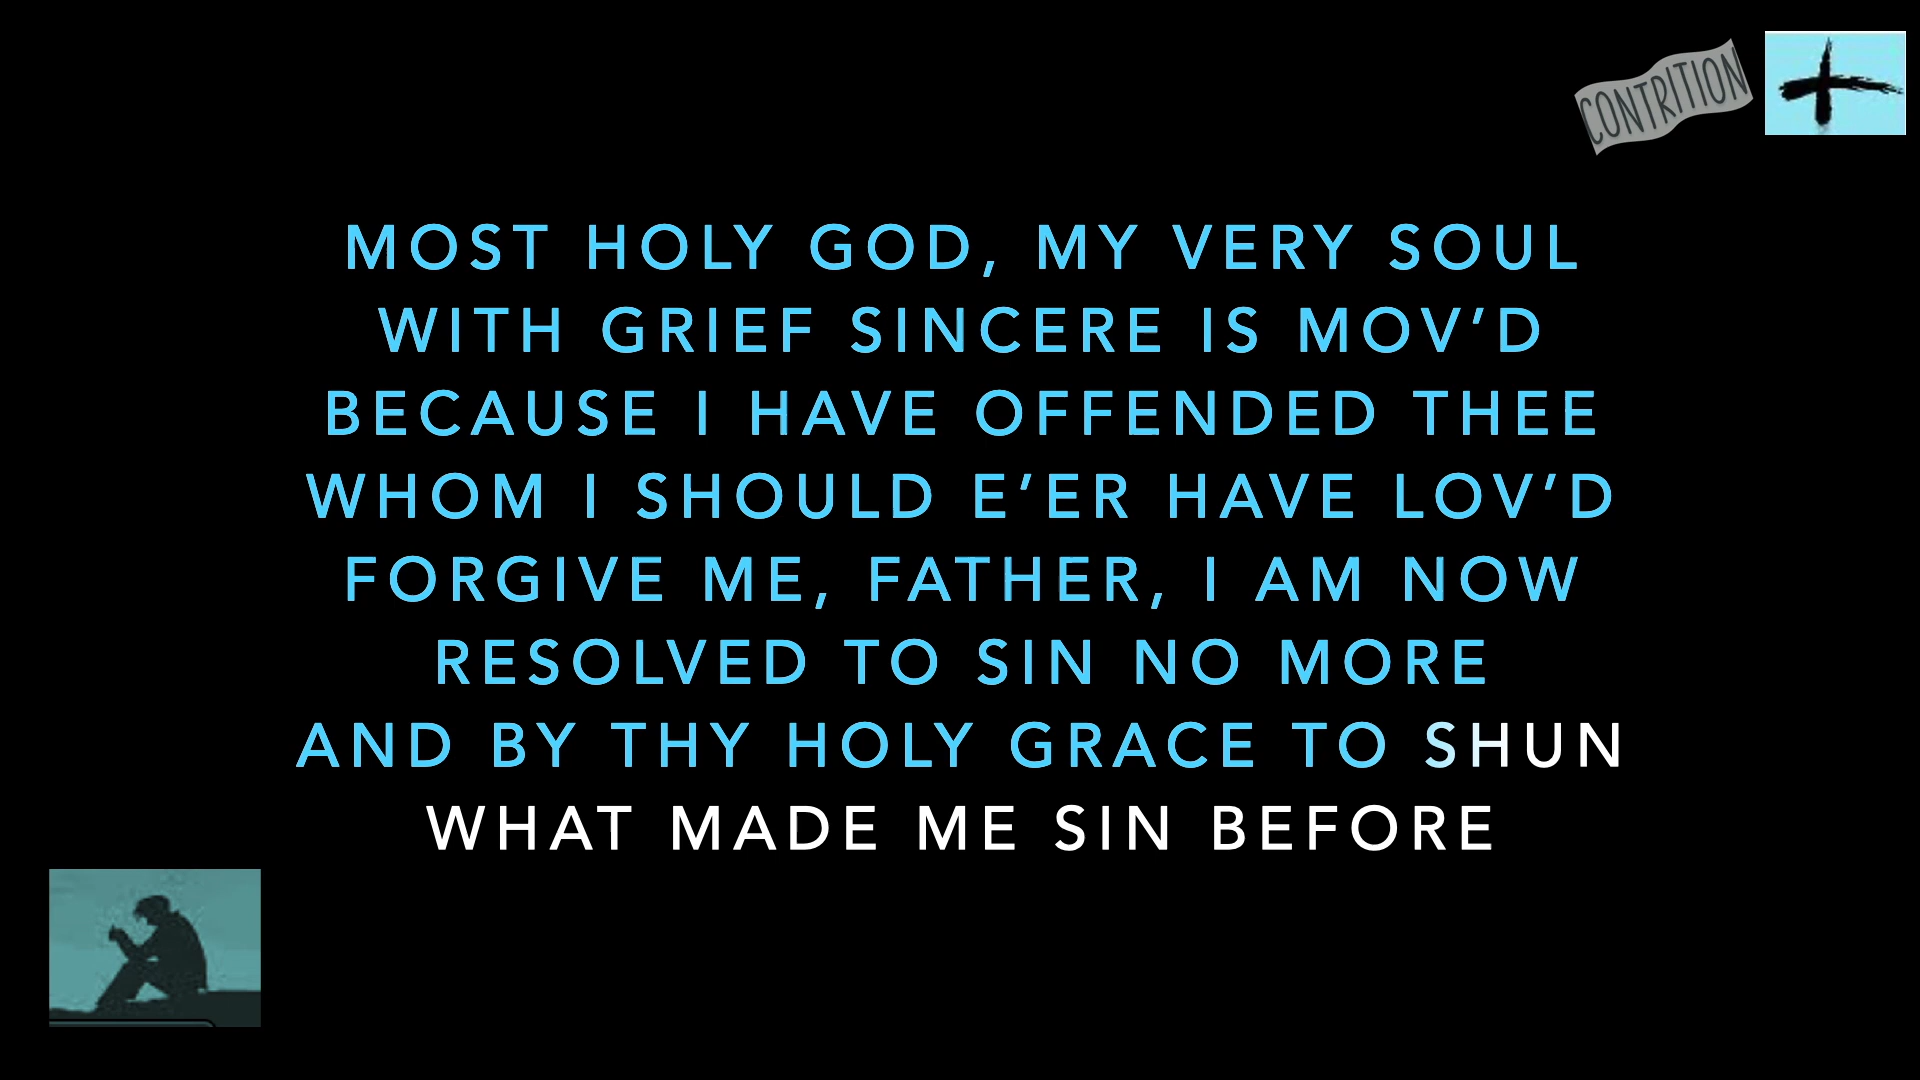 CONTRITION
MOST HOLY GOD, MY VERY SOUL
WITH GRIEF SINCERE IS MOV’D
BECAUSE I HAVE OFFENDED THEE
WHOM I SHOULD E’ER HAVE LOV’D
FORGIVE ME, FATHER, I AM NOW
RESOLVED TO SIN NO MORE
AND BY THY HOLY GRACE TO SHUN
WHAT MADE ME SIN BEFORE